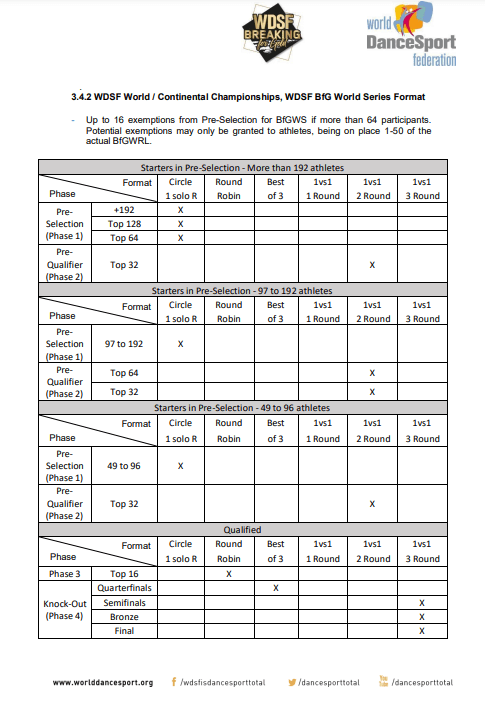 WDSF
BREAKING
for Gold
world
DanceSport
federation
3.4.2 WDSF World / Continental Championships, WDSF BfG World Series Format
- Up to 16 exemptions from Pre-Selection for BfGWS if more than 64 participants.
Potential exemptions may only be granted to athletes, being on place 1-50 of the
actual BfGWRL.
Starters in Pre-Selection - More than 192 athletes
Format Circle Round Best 1vs1 1vs1 1vs1
Phase 1 solo R Robin of 3 1 Round 2 Round 3 Round
Pre-Selection (Phase 1) +192 X
Top 128 X
Top 64 X
Pre-Qualifier (Phase 2) Top 32 X
Starters in Pre-Selection - 97 to 192 athletes
Format Circle Round Best 1vs1 1vs1 1vs1
Phase 1 solo R Robin of 3 1 Round 2 Round 3 Round
Pre-Selection (Phase 1) 97 to 192 X
Pre-Qualifier (Phase 2) Top 64 X
Top 32 X
Starters in Pre-Selection - 49 to 96 athletes
Format Circle Round Best 1vs1 1vs1 1vs1
Phase 1 solo R Robin of 3 1 Round 2 Round 3 Round
Pre-Selection (Phase 1) 49 to 96 X
Pre-Qualifier (Phase 2) Top 32 X
Qualified
Format Circle Round Best 1vs1 1vs1 1vs1
Phase 1 solo R Robin of 3 1 Round 2 Round 3 Round
Phase 3 Top 16 X
Knock-Out (Phase 4) Quarterfinals X
Semifinals X
Bronze X
Final X
www.worlddancesport.org f /wdsfisdancesporttotal /dancesporttotal You Tube /dancesporttotal